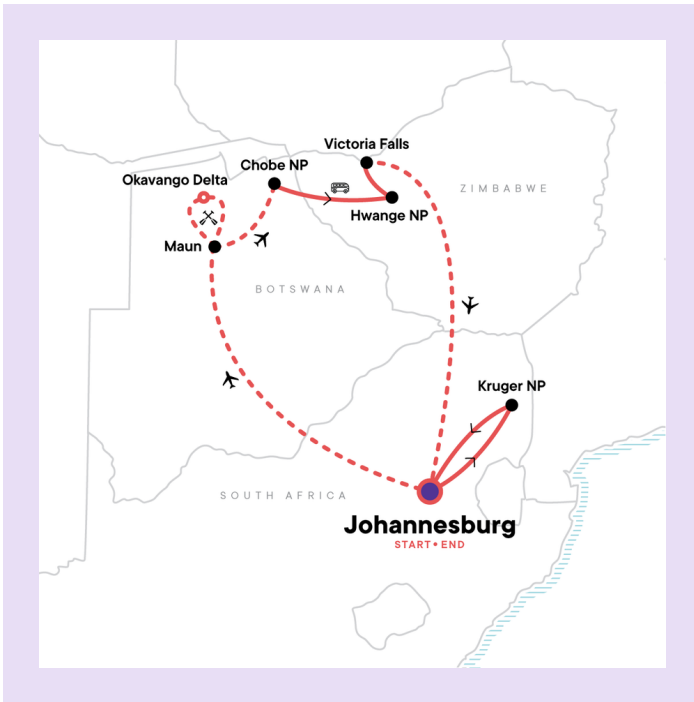 Victoria Falls
Chobe NP
Okavango Delta
ZIMBABWE
Hwange NP
Maun
BOTSWANA
Kruger NP
SOUTH AFRICA
Johannesburg
START•END